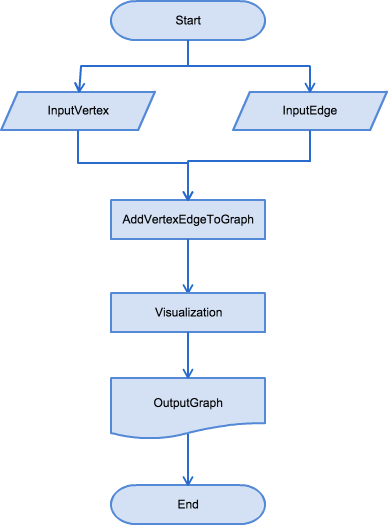 Start
InputVertex
InputEdge
AddVertexEdgeToGraph
Visualization
OutputGraph
End